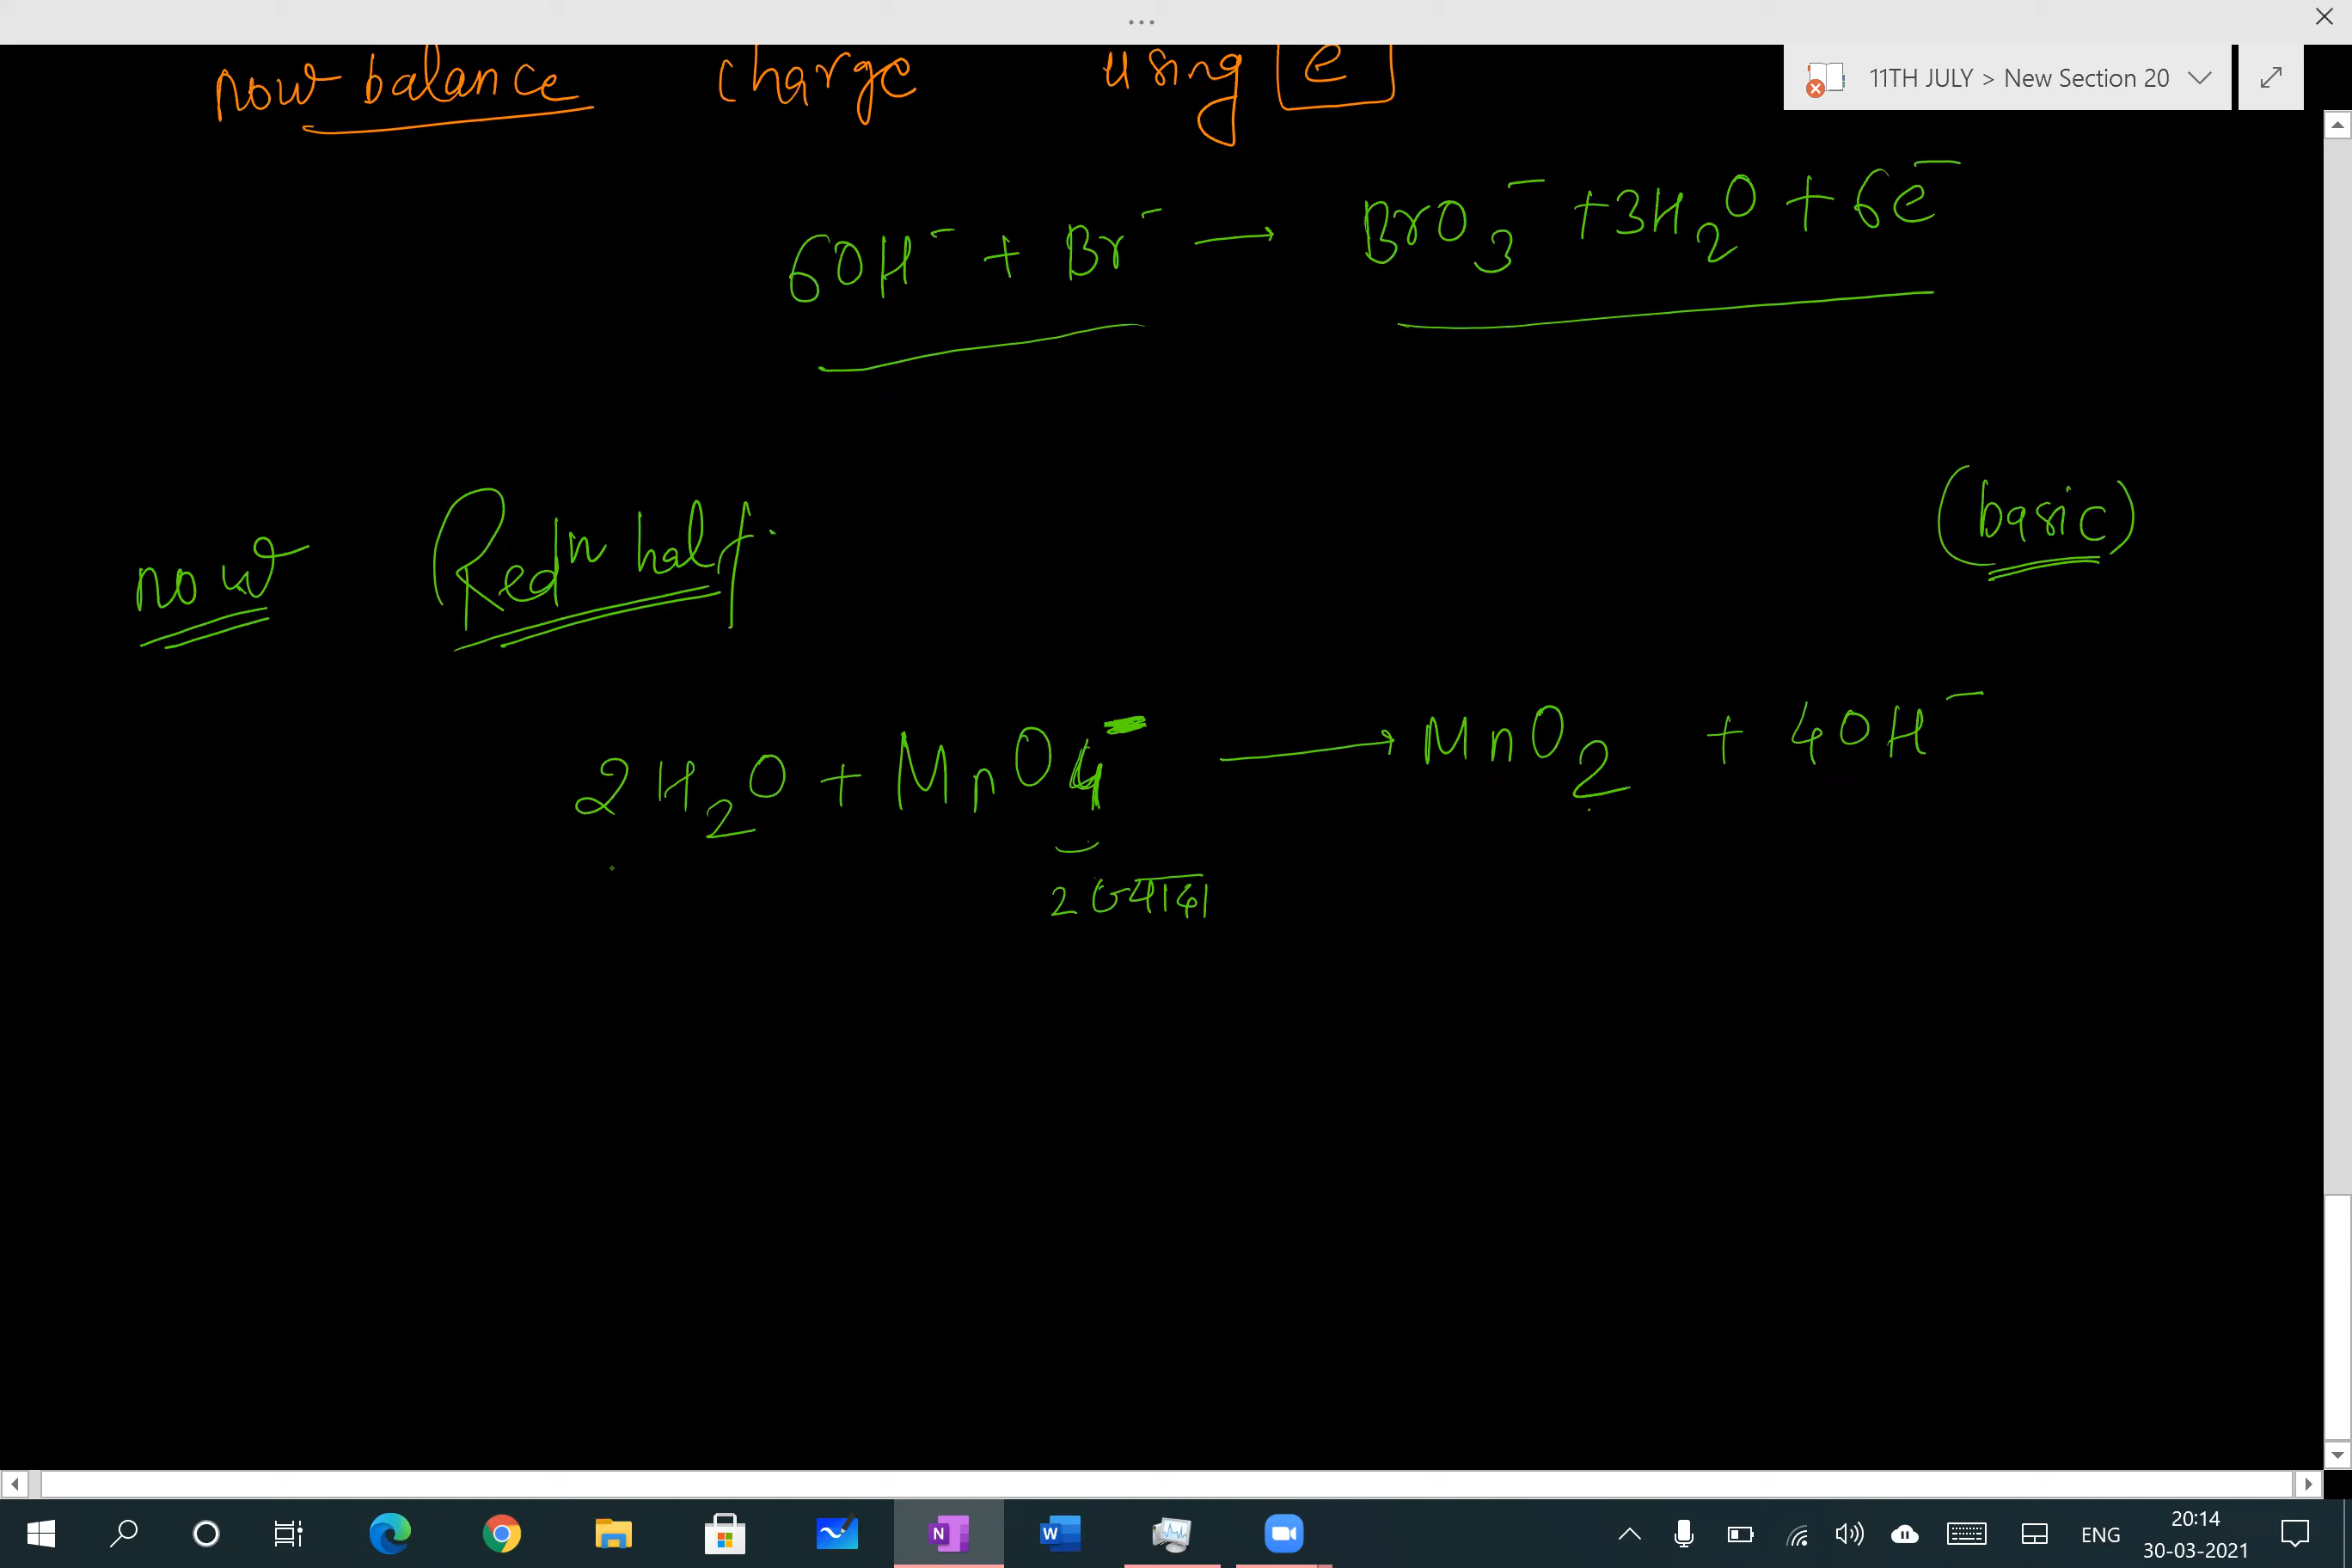 ...
now balance charge using e
11TH JULY > New Section 20
6OH⁻ + Br⁻ → BrO₃⁻ + 3H₂O + 6e⁻
(basic)
now Redⁿ half.
2H₂O + MnO₄⁻ → MnO₂ + 4OH⁻
ENG
20:14
30-03-2021